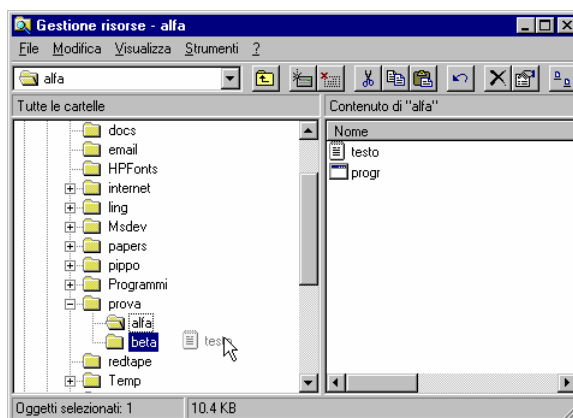 Gestione risorse - alfa
File Modifica Visualizza Strumenti ?
alfa
Tutte le cartelle
Contenuto di "alfa"
docs
email
HPFonts
internet
ling
Msdev
papers
pippo
Programmi
prova
alfa
beta
redtape
Temp
Nome
testo
progr
testo
Oggetti selezionati: 1
10.4 KB